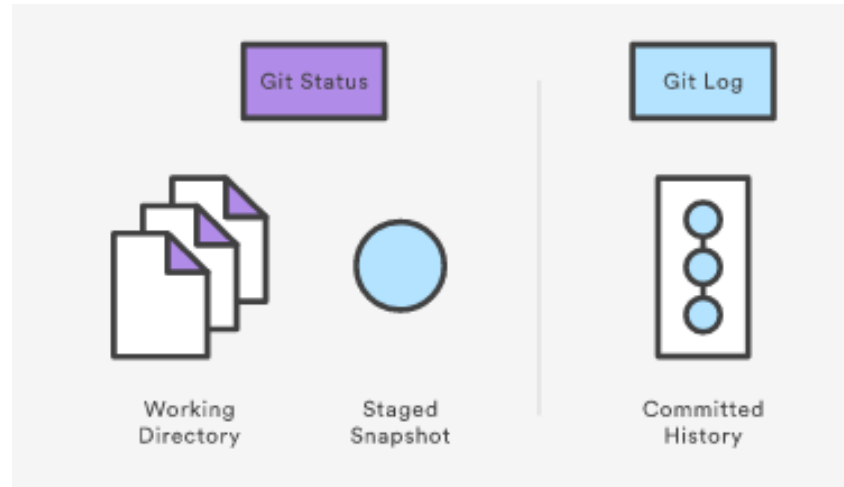 Git Status
Git Log
Working
Directory
Staged
Snapshot
Committed
History